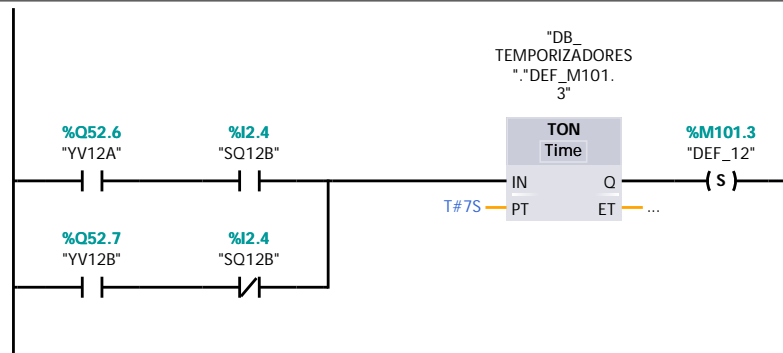 "DB_
TEMPORIZADORES
"."DEF_M101.
3"
%Q52.6 %I2.4 TON %M101.3
"YV12A" "SQ12B" Time "DEF_12"
IN Q S
T#7S PT ET ...
%Q52.7 %I2.4
"YV12B" "SQ12B"